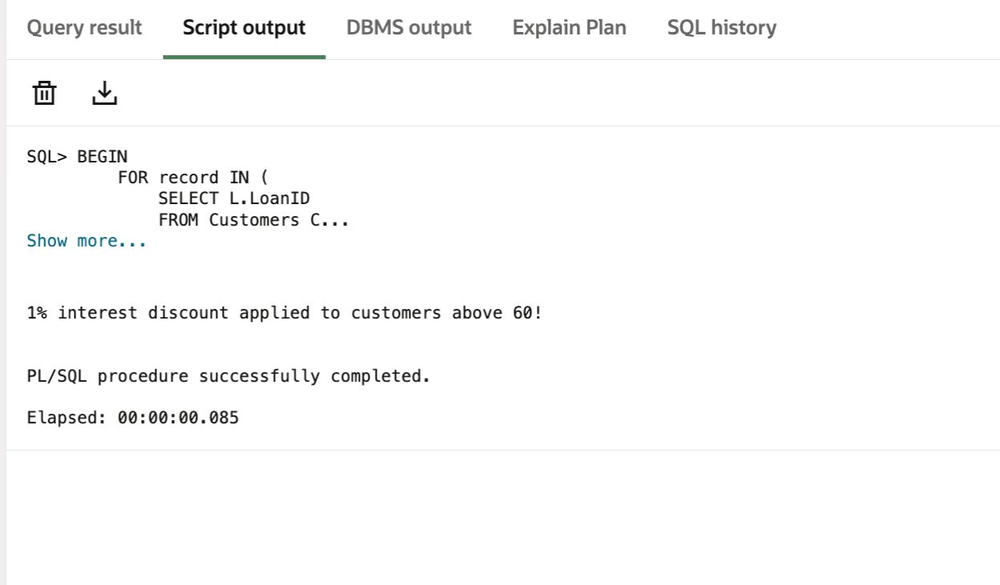 Query result Script output DBMS output Explain Plan SQL history
SQL> BEGIN
FOR record IN (
SELECT L.LoanID
FROM Customers C...
Show more...
1% interest discount applied to customers above 60!
PL/SQL procedure successfully completed.
Elapsed: 00:00:00.085